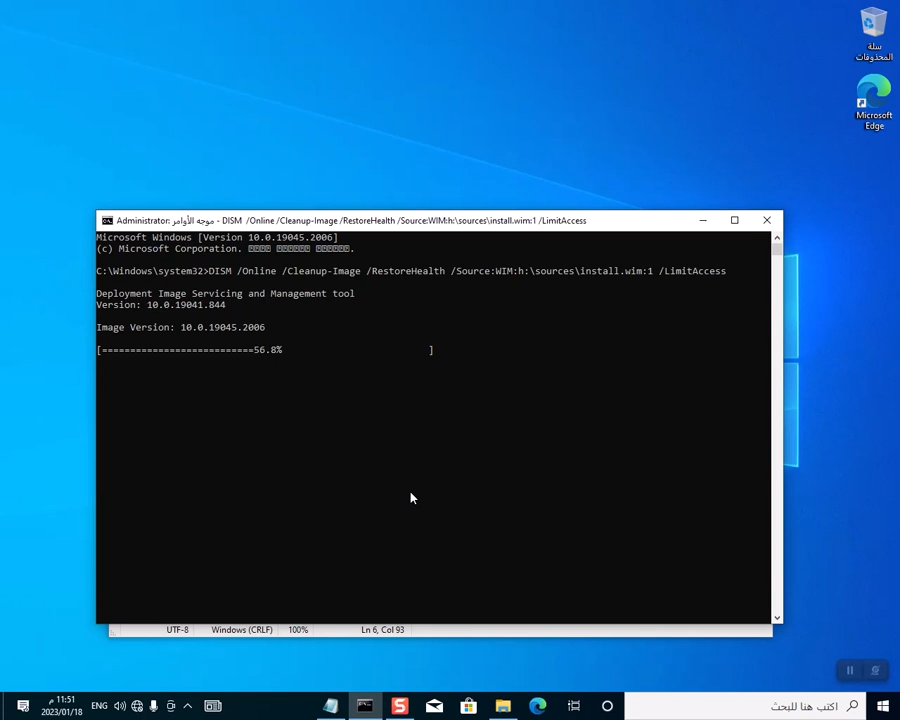 سلة
المحذوفات
Microsoft
Edge
Administrator: موجه الأوامر - DISM /Online /Cleanup-Image /RestoreHealth /Source:WIM:h:\sources\install.wim:1 /LimitAccess
Microsoft Windows [Version 10.0.19045.2006]
(c) Microsoft Corporation.
C:\Windows\system32>DISM /Online /Cleanup-Image /RestoreHealth /Source:WIM:h:\sources\install.wim:1 /LimitAccess
Deployment Image Servicing and Management tool
Version: 10.0.19041.844
Image Version: 10.0.19045.2006
[===========================56.8%                          ]
UTF-8 Windows (CRLF) 100% Ln 6, Col 93
ENG
11:51 م
2023/01/18
اكتب هنا للبحث